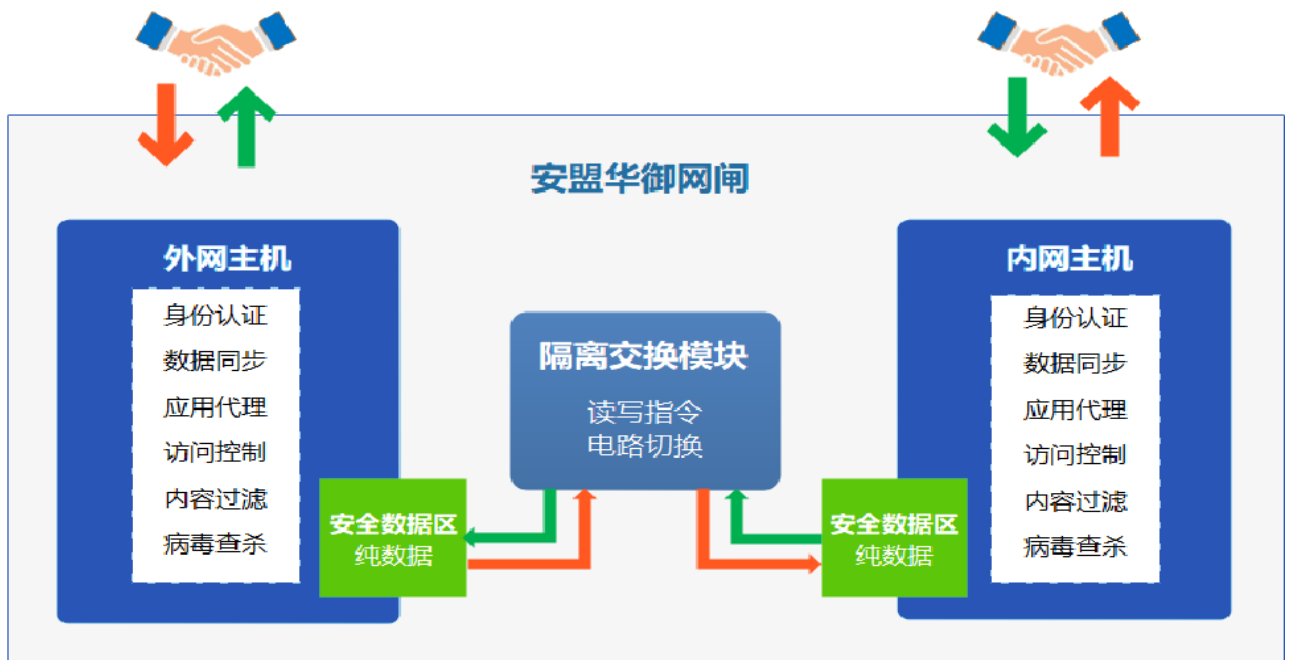 安盟华御网闸
外网主机
身份认证
数据同步
应用代理
访问控制
内容过滤
病毒查杀
安全数据区
纯数据
隔离交换模块
读写指令
电路切换
内网主机
身份认证
数据同步
应用代理
访问控制
内容过滤
病毒查杀
安全数据区
纯数据